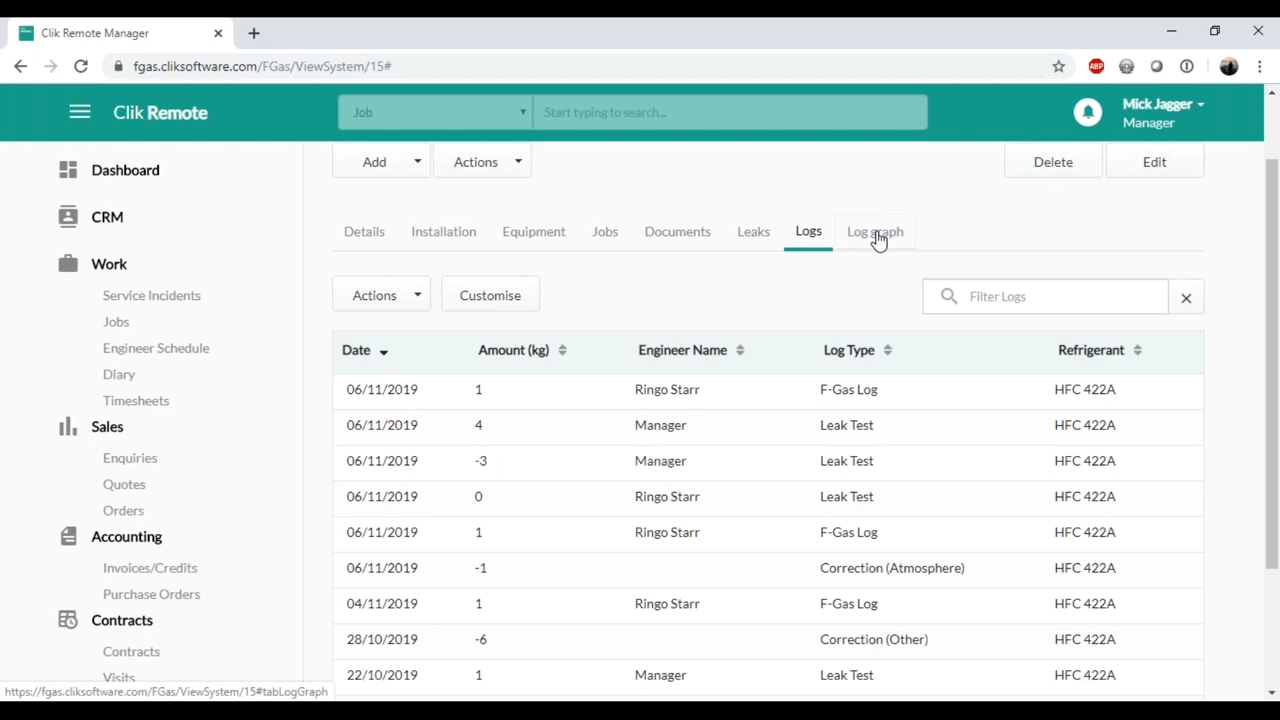 Clik Remote Manager
fgas.cliksoftware.com/FGas/ViewSystem/15#
ABP
Clik Remote
Job
Start typing to search...
Mick Jagger
Manager
Dashboard
CRM
Work
Service Incidents
Jobs
Engineer Schedule
Diary
Timesheets
Sales
Enquiries
Quotes
Orders
Accounting
Invoices/Credits
Purchase Orders
Contracts
Contracts
Visits
Add
Actions
Delete
Edit
Details Installation Equipment Jobs Documents Leaks Logs Log graph
Actions
Customise
Filter Logs
Date Amount (kg) Engineer Name Log Type Refrigerant
06/11/2019 1 Ringo Starr F-Gas Log HFC 422A
06/11/2019 4 Manager Leak Test HFC 422A
06/11/2019 -3 Manager Leak Test HFC 422A
06/11/2019 0 Ringo Starr Leak Test HFC 422A
06/11/2019 1 Ringo Starr F-Gas Log HFC 422A
06/11/2019 -1 Correction (Atmosphere) HFC 422A
04/11/2019 1 Ringo Starr F-Gas Log HFC 422A
28/10/2019 -6 Correction (Other) HFC 422A
22/10/2019 1 Manager Leak Test HFC 422A
https://fgas.cliksoftware.com/FGas/ViewSystem/15#tabLogGraph